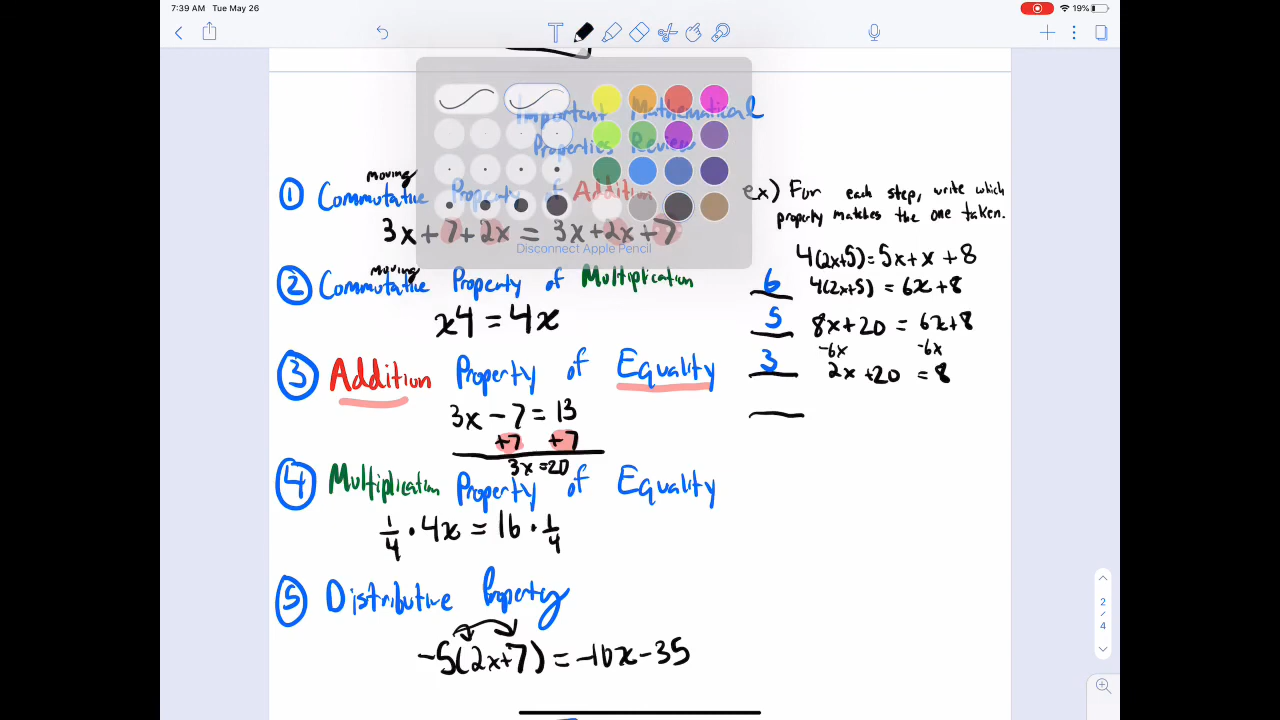 7:39 AM Tue May 26
19%
Important Mathematical
Properties Review
moving
① Commutative Property of Addition
3x + 7 + 2x = 3x + 2x + 7
moving
② Commutative Property of Multiplication
x4 = 4x
③ Addition Property of Equality
3x - 7 = 13
+7 +7
3x = 20
④ Multiplication Property of Equality
1/4 · 4x = 16 · 1/4
⑤ Distributive Property
-5(2x+7) = -10x - 35
Disconnect Apple Pencil
ex) For each step, write which
property matches the one taken.
4(2x+5) = 5x + x + 8
6 4(2x+5) = 6x + 8
5 8x + 20 = 6x + 8
-6x -6x
3 2x + 20 = 8
2
/
4